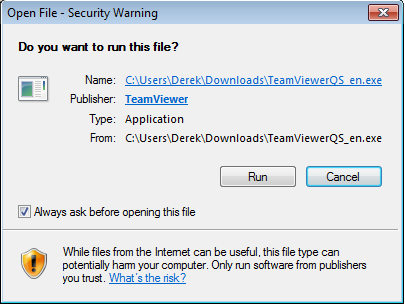 Open File - Security Warning
Do you want to run this file?
Name: C:\Users\Derek\Downloads\TeamViewerQS_en.exe
Publisher: TeamViewer
Type: Application
From: C:\Users\Derek\Downloads\TeamViewerQS_en.exe
Run Cancel
Always ask before opening this file
While files from the Internet can be useful, this file type can
potentially harm your computer. Only run software from publishers
you trust. What's the risk?